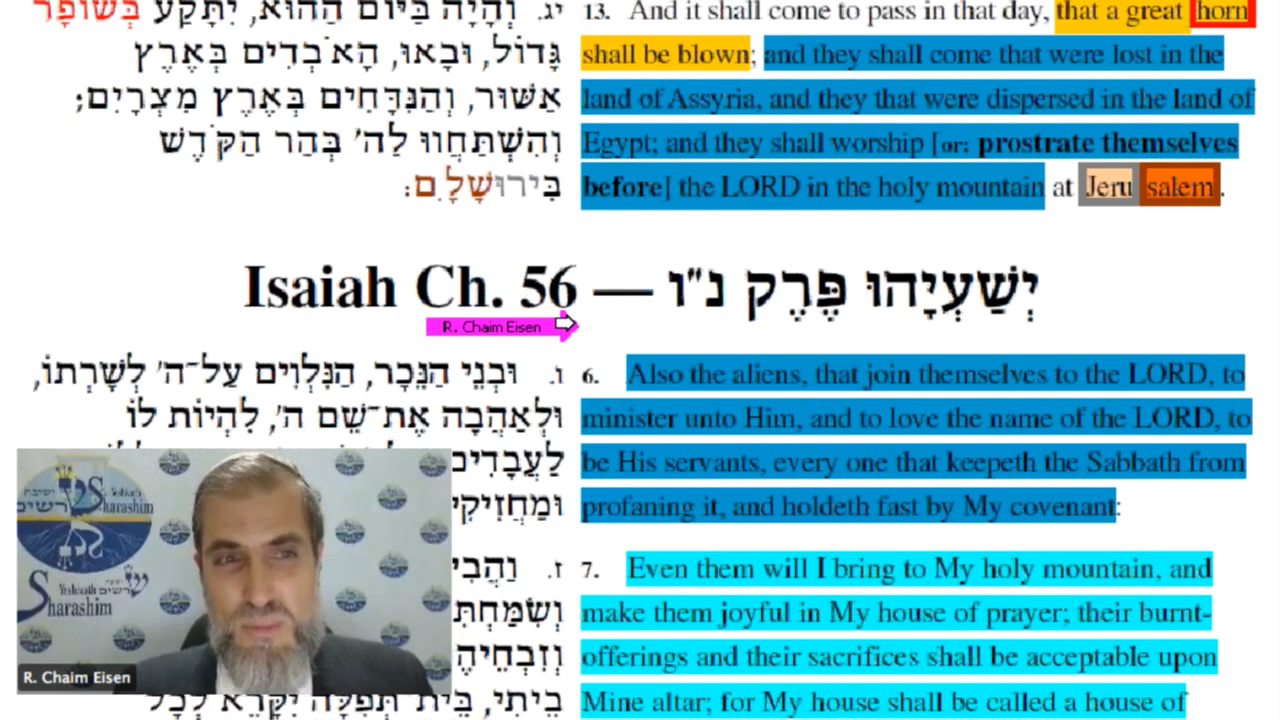 יג. וְהָיָה בַּיּוֹם הַהוּא, יִתָּקַע בְּשׁוֹפָר
גָּדוֹל, וּבָאוּ, הָאֹבְדִים בְּאֶרֶץ
אַשּׁוּר, וְהַנִּדָּחִים בְּאֶרֶץ מִצְרָיִם;
וְהִשְׁתַּחֲווּ לַה' בְּהַר הַקֹּדֶשׁ
בִּירוּשָׁלָ‍ִם:
13. And it shall come to pass in that day, that a great horn
shall be blown; and they shall come that were lost in the
land of Assyria, and they that were dispersed in the land of
Egypt; and they shall worship [or: prostrate themselves
before] the LORD in the holy mountain at Jeru salem.
Isaiah Ch. 56 — יְשַׁעְיָהוּ פֶּרֶק נ"ו
R. Chaim Eisen
ו. וּבְנֵי הַנֵּכָר, הַנִּלְוִים עַל־ה' לְשָׁרְתוֹ,
וּלְאַהֲבָה אֶת־שֵׁם ה', לִהְיוֹת לוֹ
לַעֲבָדִים
וּמַחֲזִיקִי
6. Also the aliens, that join themselves to the LORD, to
minister unto Him, and to love the name of the LORD, to
be His servants, every one that keepeth the Sabbath from
profaning it, and holdeth fast by My covenant:
ז. וַהֲבִי
וְשִׂמַּחְתִּ
וְזִבְחֵיהֶ
בֵיתִי, בֵּית תְּפִלָּה יִקָּרֵא לְכָל
7. Even them will I bring to My holy mountain, and
make them joyful in My house of prayer; their burnt-
offerings and their sacrifices shall be acceptable upon
Mine altar; for My house shall be called a house of
Yeshivath
Sharashim
Yeshivath ישיבת
שרשים
Sharashim
R. Chaim Eisen